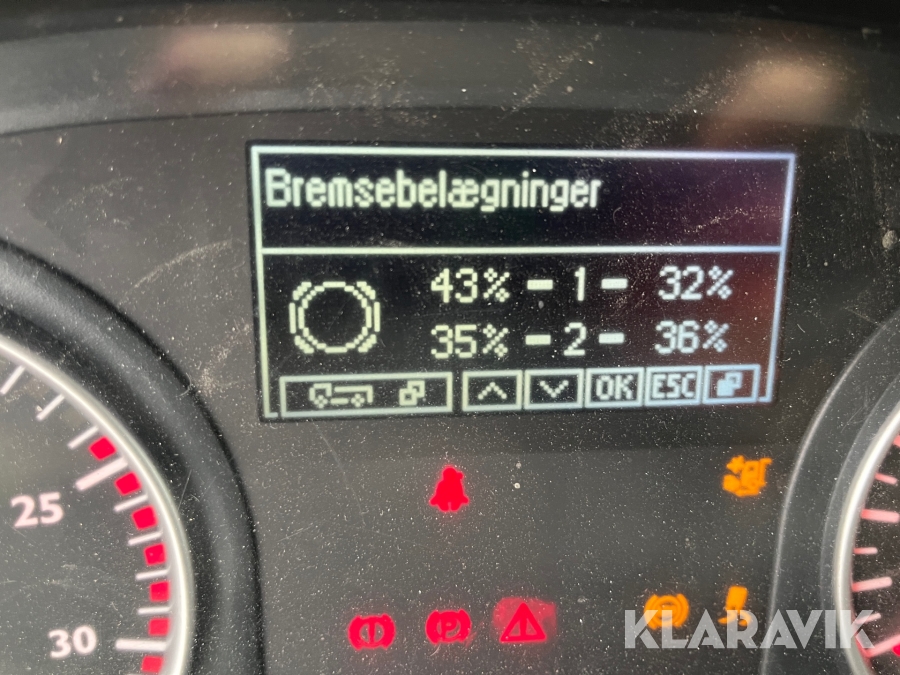 Bremsebelægninger
43% - 1 - 32%
35% - 2 - 36%
OK ESC
25
30
P
KLARAVIK